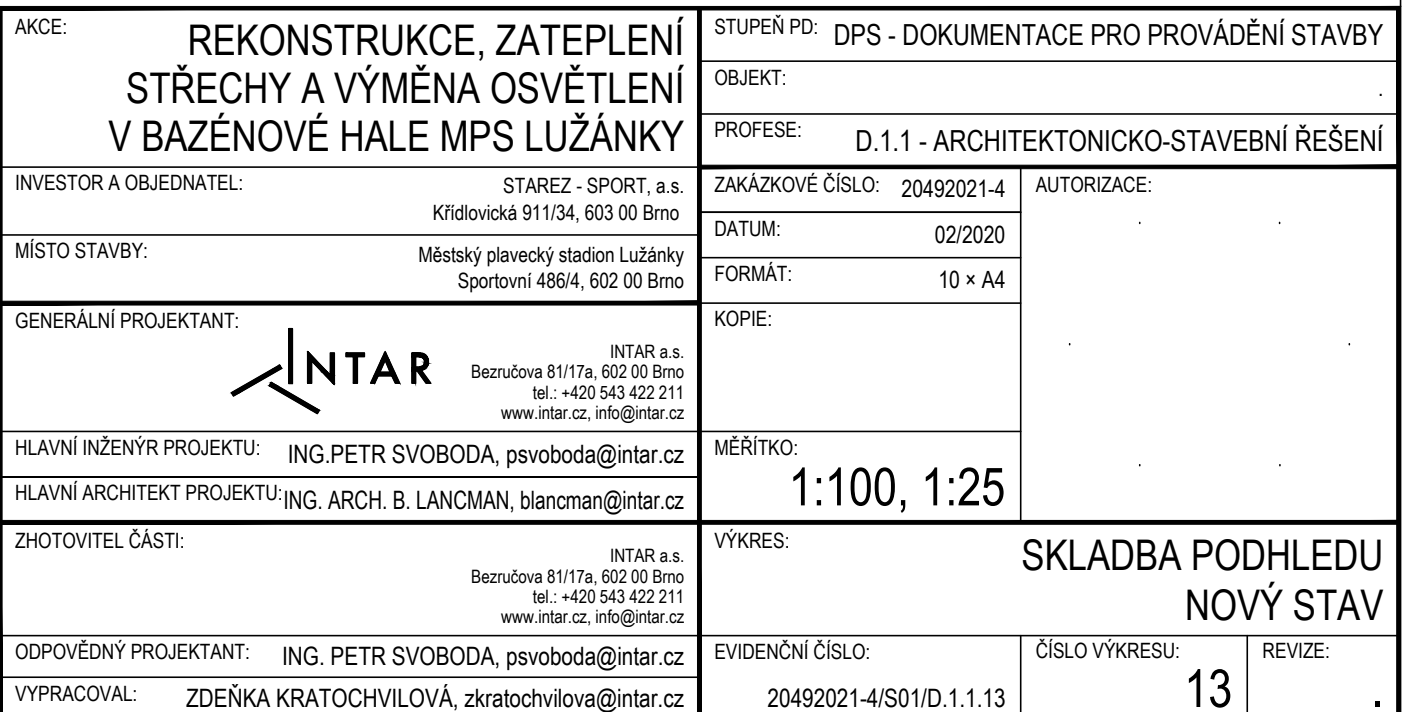 AKCE:
REKONSTRUKCE, ZATEPLENÍ
STŘECHY A VÝMĚNA OSVĚTLENÍ
V BAZÉNOVÉ HALE MPS LUŽÁNKY
INVESTOR A OBJEDNATEL:
STAREZ - SPORT, a.s.
Křídlovická 911/34, 603 00 Brno
MÍSTO STAVBY:
Městský plavecký stadion Lužánky
Sportovní 486/4, 602 00 Brno
GENERÁLNÍ PROJEKTANT:
INTAR
INTAR a.s.
Bezručova 81/17a, 602 00 Brno
tel.: +420 543 422 211
www.intar.cz, info@intar.cz
HLAVNÍ INŽENÝR PROJEKTU: ING.PETR SVOBODA, psvoboda@intar.cz
HLAVNÍ ARCHITEKT PROJEKTU: ING. ARCH. B. LANCMAN, blancman@intar.cz
ZHOTOVITEL ČÁSTI:
INTAR a.s.
Bezručova 81/17a, 602 00 Brno
tel.: +420 543 422 211
www.intar.cz, info@intar.cz
ODPOVĚDNÝ PROJEKTANT: ING. PETR SVOBODA, psvoboda@intar.cz
VYPRACOVAL: ZDEŇKA KRATOCHVILOVÁ, zkratochvilova@intar.cz
STUPEŇ PD: DPS - DOKUMENTACE PRO PROVÁDĚNÍ STAVBY
OBJEKT: .
PROFESE: D.1.1 - ARCHITEKTONICKO-STAVEBNÍ ŘEŠENÍ
ZAKÁZKOVÉ ČÍSLO: 20492021-4
DATUM: 02/2020
FORMÁT: 10 × A4
KOPIE:
MĚŘÍTKO:
1:100, 1:25
AUTORIZACE:
VÝKRES:
SKLADBA PODHLEDU
NOVÝ STAV
EVIDENČNÍ ČÍSLO:
20492021-4/S01/D.1.1.13
ČÍSLO VÝKRESU:
13
REVIZE:
.